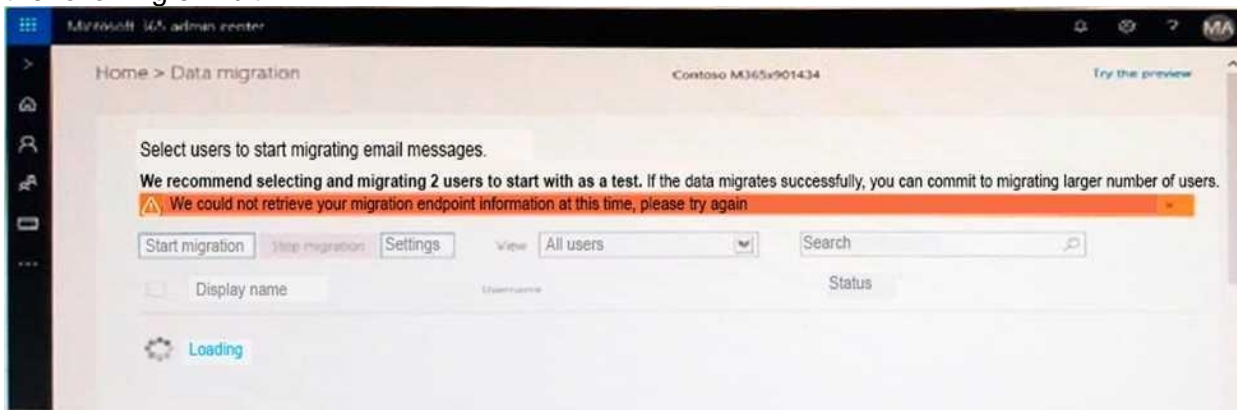 Microsoft 365 admin center
? MA
Home > Data migration
Contoso M365x901434
Try the preview
Select users to start migrating email messages.
We recommend selecting and migrating 2 users to start with as a test. If the data migrates successfully, you can commit to migrating larger number of users.
We could not retrieve your migration endpoint information at this time, please try again
Start migration Stop migration Settings View All users Search
Display name Username Status
Loading